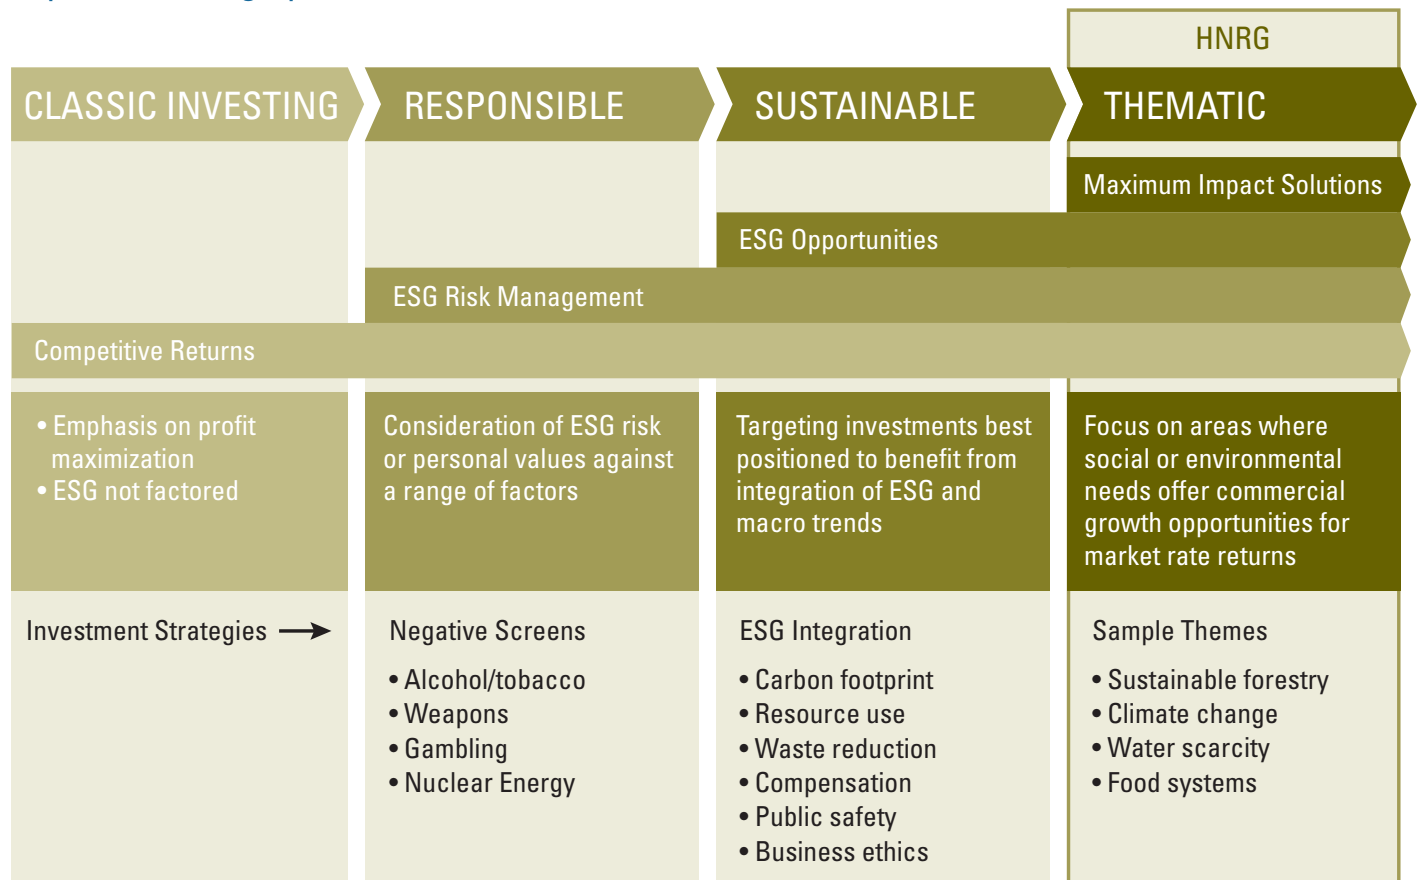 HNRG
CLASSIC INVESTING
RESPONSIBLE
SUSTAINABLE
THEMATIC
Maximum Impact Solutions
ESG Opportunities
ESG Risk Management
Competitive Returns
• Emphasis on profit
maximization
• ESG not factored
Consideration of ESG risk
or personal values against
a range of factors
Targeting investments best
positioned to benefit from
integration of ESG and
macro trends
Focus on areas where
social or environmental
needs offer commercial
growth opportunities for
market rate returns
Investment Strategies
Negative Screens
• Alcohol/tobacco
• Weapons
• Gambling
• Nuclear Energy
ESG Integration
• Carbon footprint
• Resource use
• Waste reduction
• Compensation
• Public safety
• Business ethics
Sample Themes
• Sustainable forestry
• Climate change
• Water scarcity
• Food systems